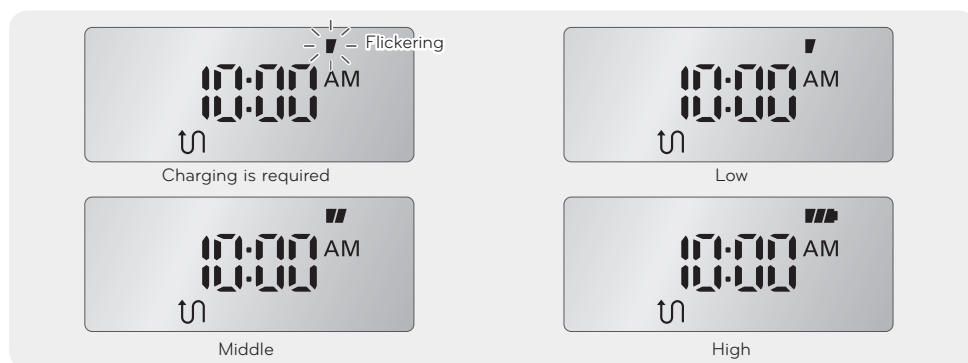 Flickering
10:00 AM
Charging is required
10:00 AM
Low
10:00 AM
Middle
10:00 AM
High